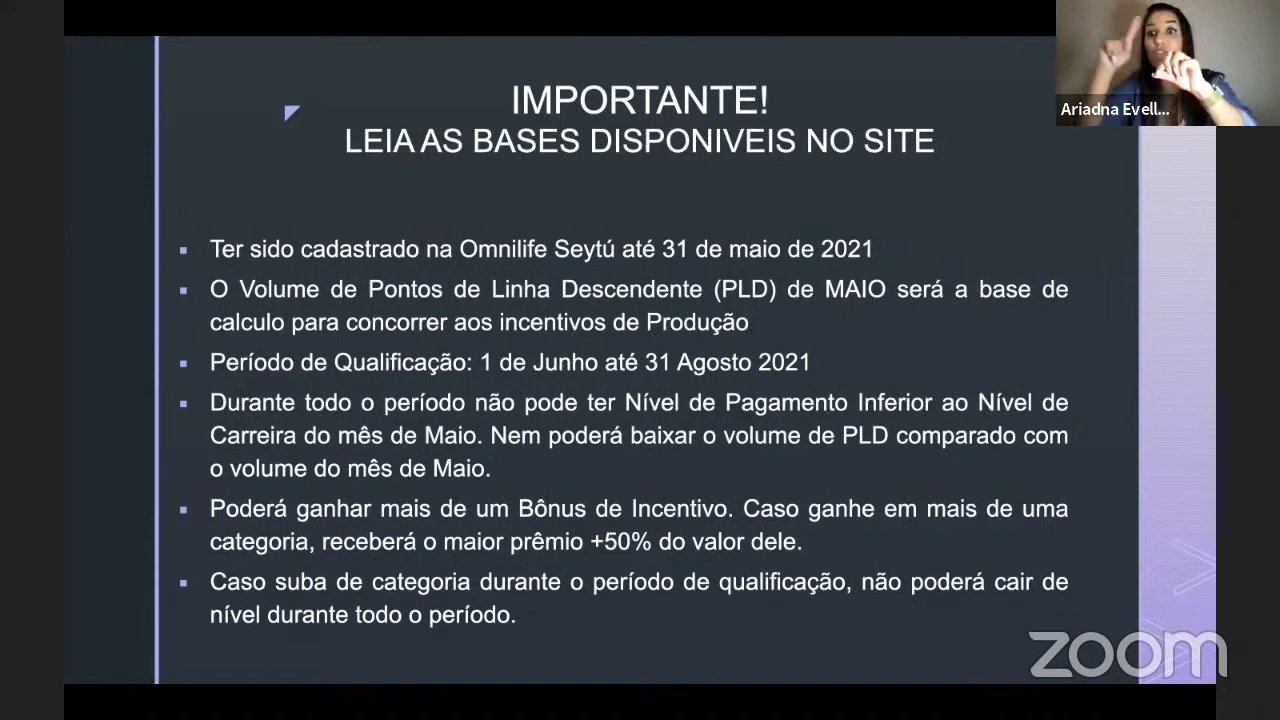 IMPORTANTE!
LEIA AS BASES DISPONIVEIS NO SITE
Ariadna Evell...
Ter sido cadastrado na Omnilife Seytú até 31 de maio de 2021
O Volume de Pontos de Linha Descendente (PLD) de MAIO será a base de
calculo para concorrer aos incentivos de Produção
Período de Qualificação: 1 de Junho até 31 Agosto 2021
Durante todo o período não pode ter Nível de Pagamento Inferior ao Nível de
Carreira do mês de Maio. Nem poderá baixar o volume de PLD comparado com
o volume do mês de Maio.
Poderá ganhar mais de um Bônus de Incentivo. Caso ganhe em mais de uma
categoria, receberá o maior prêmio +50% do valor dele.
Caso suba de categoria durante o período de qualificação, não poderá cair de
nível durante todo o período.
zoom